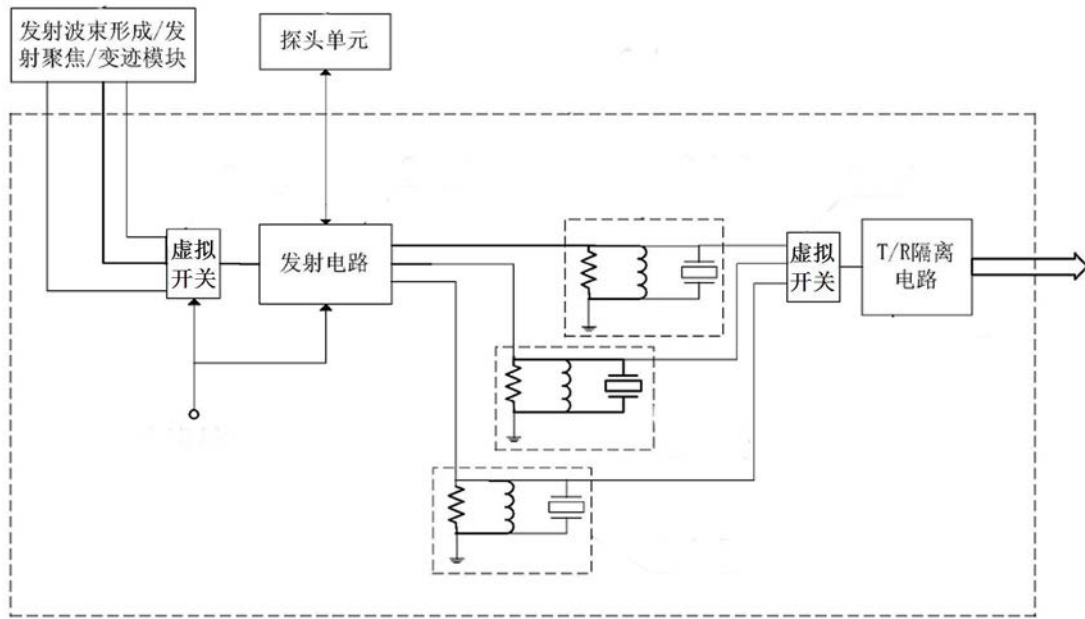 发射波束形成/发
射聚焦/变迹模块
探头单元
虚拟
开关
发射电路
虚拟
开关
T/R隔离
电路